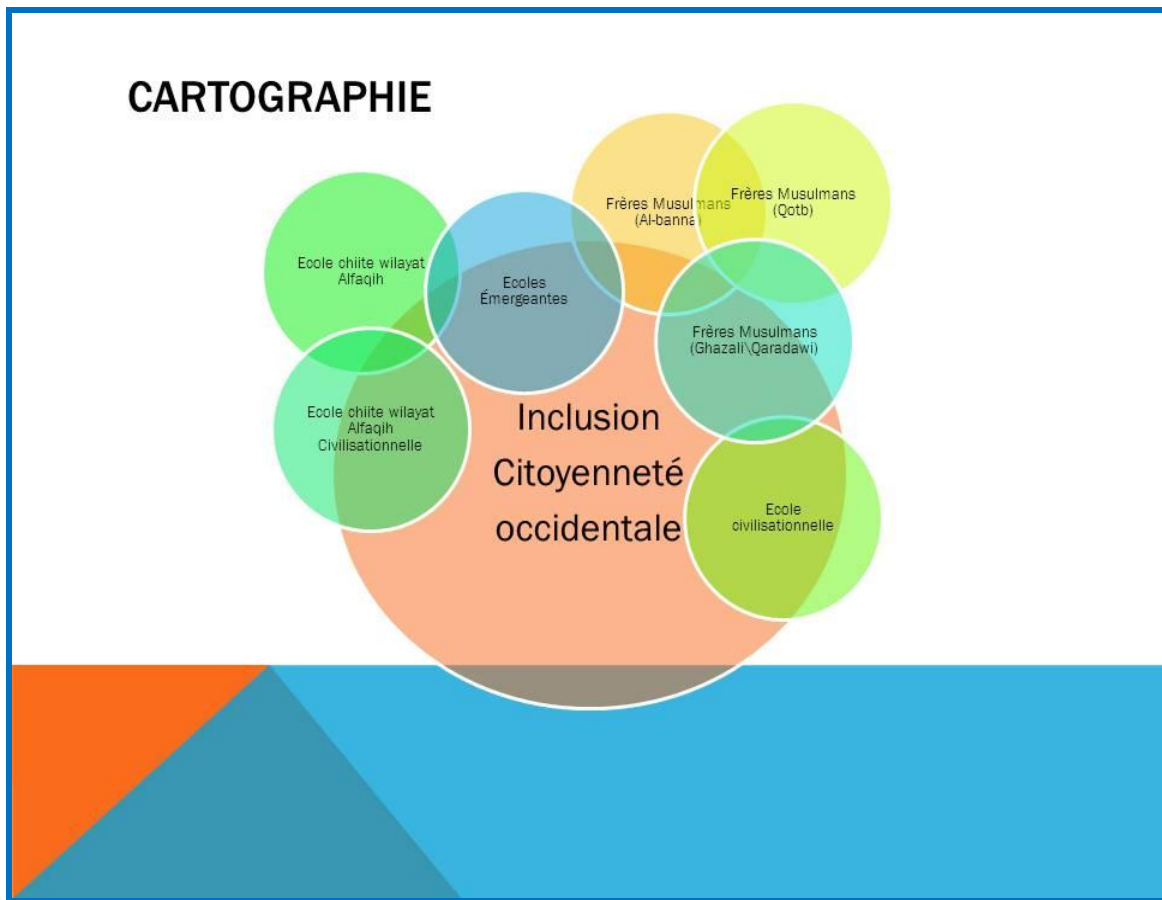 CARTOGRAPHIE
Frères Musulmans
(Al-banna)
Frères Musulmans
(Qotb)
Ecole chiite wilayat
Alfaqih
Ecoles
Émergeantes
Frères Musulmans
(Ghazali\Qaradawi)
Ecole chiite wilayat
Alfaqih
Civilisationnelle
Inclusion
Citoyenneté
occidentale
Ecole
civilisationnelle